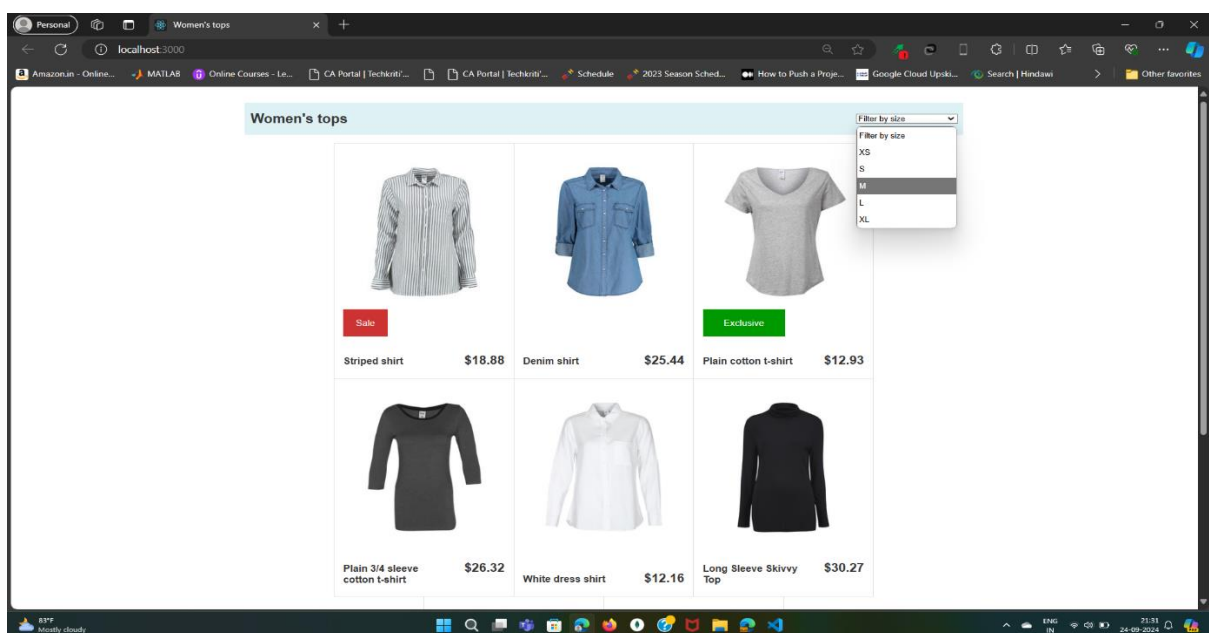 Personal
Women's tops
localhost:3000
Amazon.in - Online...
MATLAB
Online Courses - Le...
CA Portal | Techkriti'...
CA Portal | Techkriti'...
Schedule
2023 Season Sched...
How to Push a Proje...
Google Cloud Upski...
Search | Hindawi
Other favorites
Women's tops
Filter by size
Filter by size
XS
S
M
L
XL
Sale
Exclusive
Striped shirt $18.88
Denim shirt $25.44
Plain cotton t-shirt $12.93
Plain 3/4 sleeve $26.32
cotton t-shirt
White dress shirt $12.16
Long Sleeve Skivvy $30.27
Top
83°F
Mostly cloudy
ENG
IN
21:31
24-09-2024